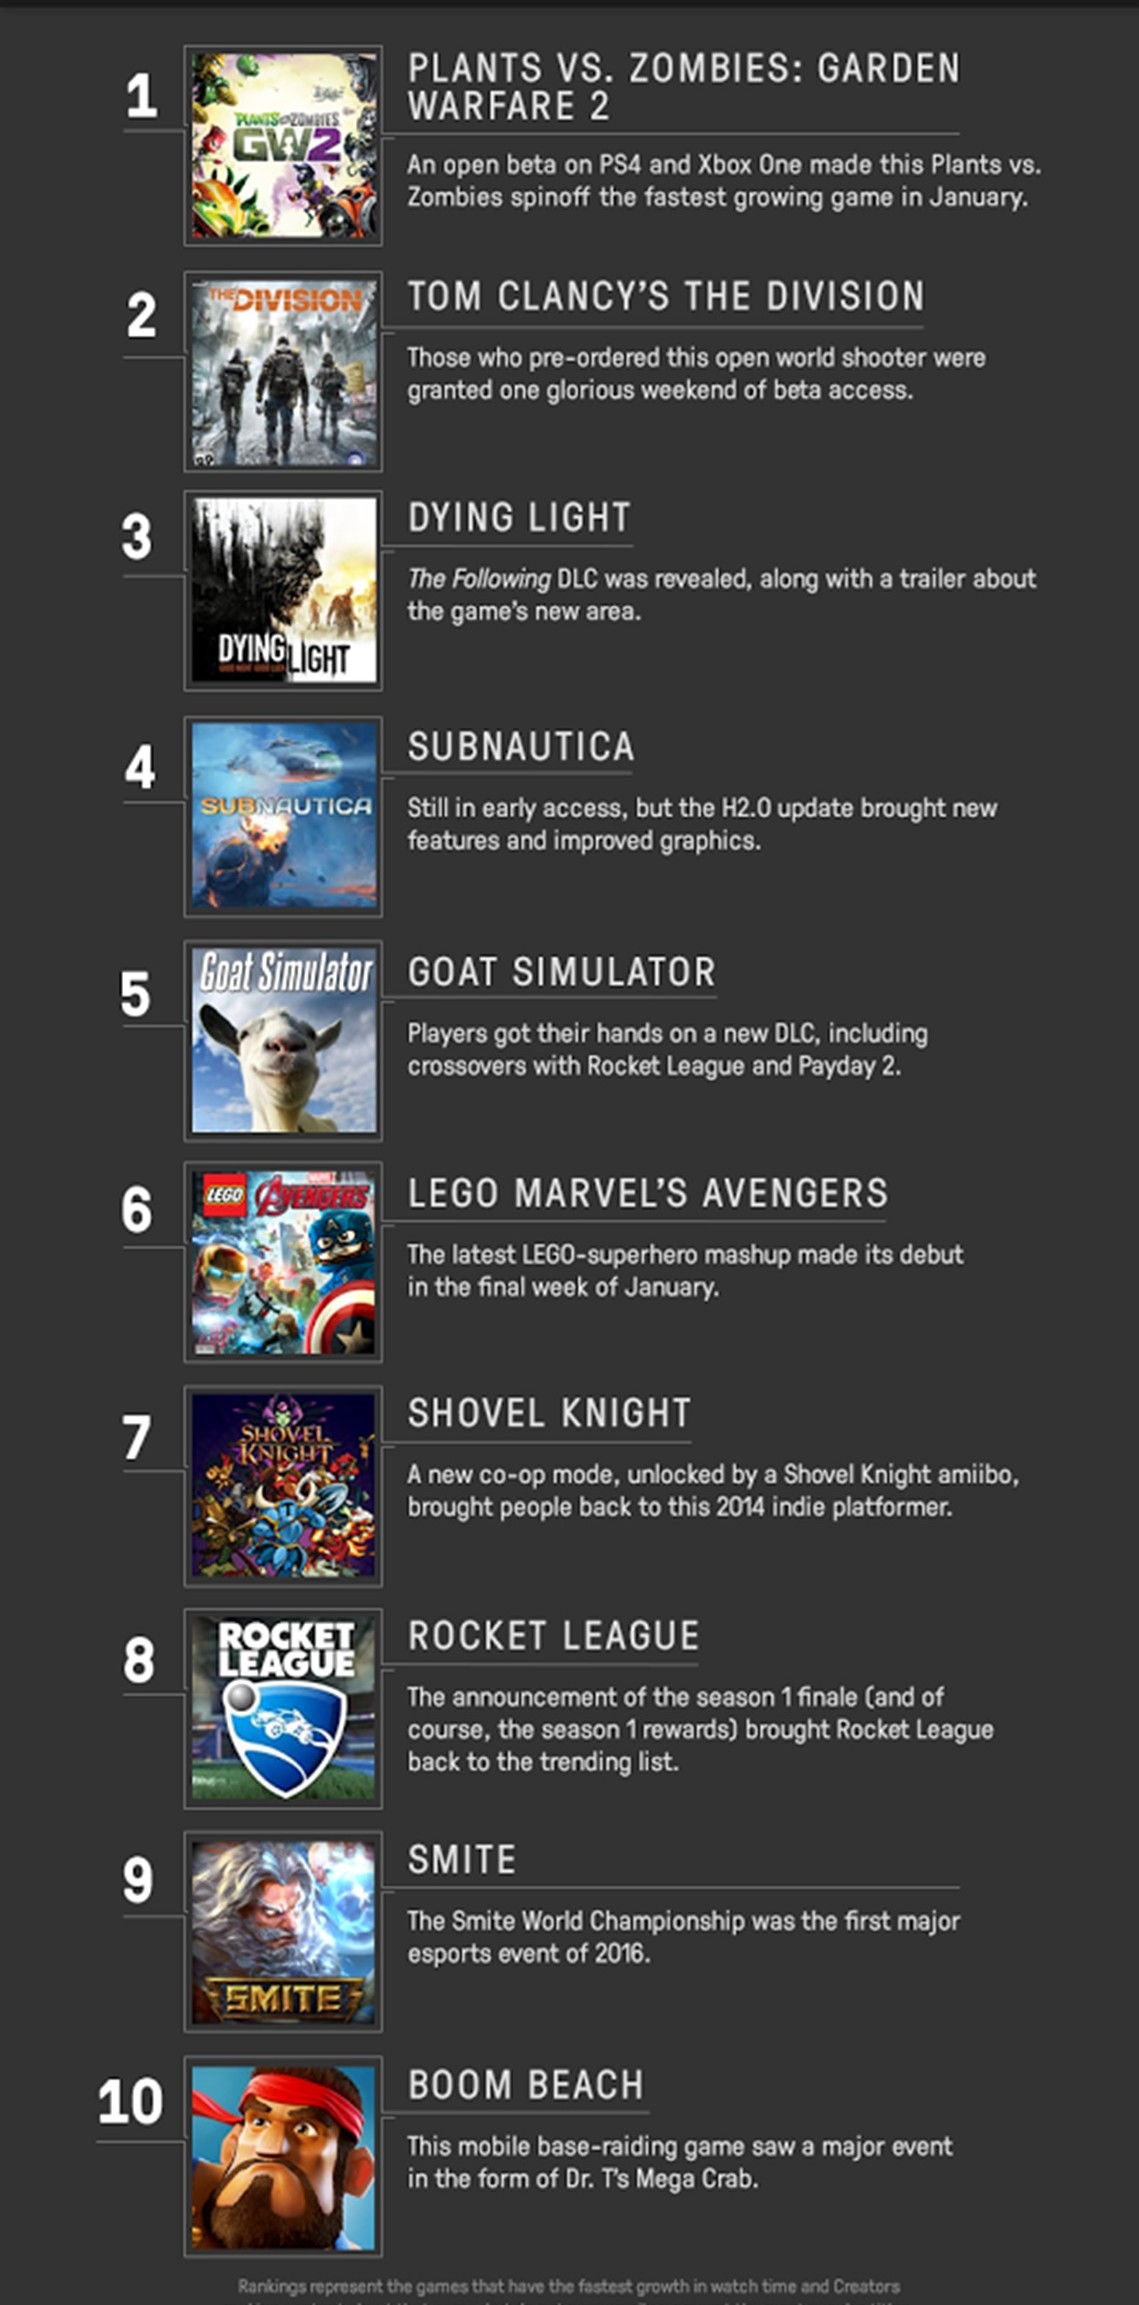 1
PLANTS VS. ZOMBIES
GW2
PLANTS VS. ZOMBIES: GARDEN
WARFARE 2
An open beta on PS4 and Xbox One made this Plants vs.
Zombies spinoff the fastest growing game in January.
2
THE DIVISION
TOM CLANCY'S THE DIVISION
Those who pre-ordered this open world shooter were
granted one glorious weekend of beta access.
3
DYING
LIGHT
DYING LIGHT
The Following DLC was revealed, along with a trailer about
the game's new area.
4
SUBNAUTICA
SUBNAUTICA
Still in early access, but the H2.0 update brought new
features and improved graphics.
5
Goat Simulator
GOAT SIMULATOR
Players got their hands on a new DLC, including
crossovers with Rocket League and Payday 2.
6
LEGO
MARVEL
AVENGERS
LEGO MARVEL'S AVENGERS
The latest LEGO-superhero mashup made its debut
in the final week of January.
7
SHOVEL
KNIGHT
SHOVEL KNIGHT
A new co-op mode, unlocked by a Shovel Knight amiibo,
brought people back to this 2014 indie platformer.
8
ROCKET
LEAGUE
ROCKET LEAGUE
The announcement of the season 1 finale (and of
course, the season 1 rewards) brought Rocket League
back to the trending list.
9
SMITE
SMITE
The Smite World Championship was the first major
esports event of 2016.
10
BOOM BEACH
This mobile base-raiding game saw a major event
in the form of Dr. T's Mega Crab.
Rankings represent the games that have the fastest growth in watch time and Creators